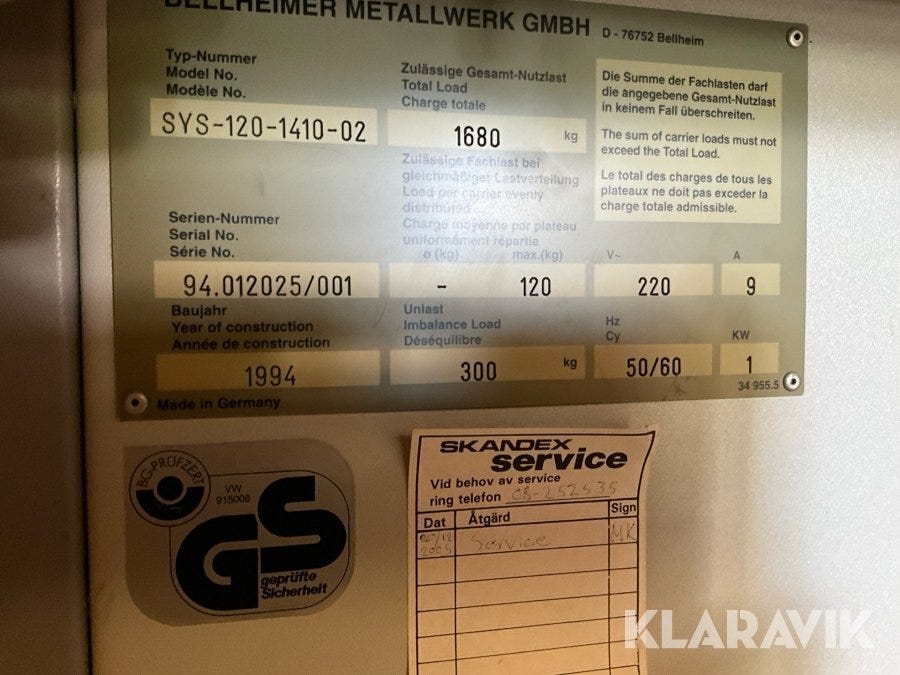 BELLHEIMER METALLWERK GMBH D - 76752 Bellheim
Typ-Nummer
Model No.
Modèle No.
SYS-120-1410-02
Zulässige Gesamt-Nutzlast
Total Load
Charge totale
1680 kg
Die Summe der Fachlasten darf
die angegebene Gesamt-Nutzlast
in keinem Fall überschreiten.
The sum of carrier loads must not
exceed the Total Load.
Le total des charges de tous les
plateaux ne doit pas exceder la
charge totale admissible.
Zulässige Fachlast bei
gleichmäßiger Lastverteilung
Load per carrier evenly
distributed
Charge moyenne par plateau
uniformément répartie
ø (kg) max.(kg)
- 120
V~
220
A
9
Serien-Nummer
Serial No.
Série No.
94.012025/001
Baujahr
Year of construction
Année de construction
1994
Unlast
Imbalance Load
Déséquilibre
300 kg
Hz
Cy
50/60
KW
1
34 955.5
Made in Germany
BG-PRÜFZERT
VW
915008
GS
geprüfte
Sicherheit
SKANDEX
service
Vid behov av service
ring telefon 08-252535
Dat Åtgärd Sign
Service MK
KLARAVIK